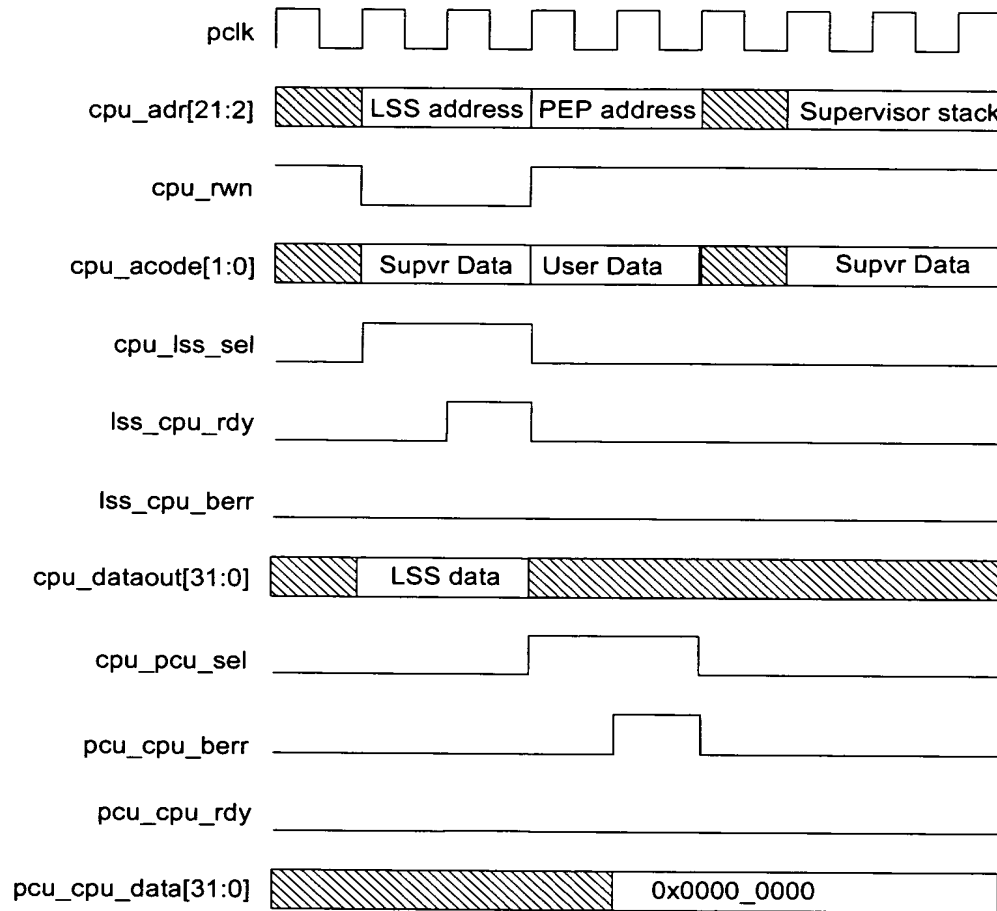 pclk
cpu_adr[21:2] LSS address PEP address Supervisor stack
cpu_rwn
cpu_acode[1:0] Supvr Data User Data Supvr Data
cpu_lss_sel
lss_cpu_rdy
lss_cpu_berr
cpu_dataout[31:0] LSS data
cpu_pcu_sel
pcu_cpu_berr
pcu_cpu_rdy
pcu_cpu_data[31:0] 0x0000_0000